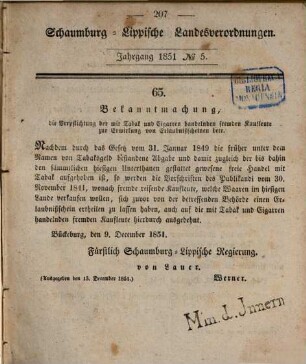 207
Schaumburg-Lippische Landesverordnungen.
Jahrgang 1851 № 5.
BIBLIOTHECA
REGIA
MONACENSIS
65.
Bekanntmachung,
die Verpflichtung der mit Tabak und Cigarren handelnden fremden Kaufleute
zur Erwirkung von Erlaubnißscheinen betr.
Nachdem durch das Gesetz vom 31. Januar 1849 die früher unter dem
Namen von Tabaksgeld bestandene Abgabe und damit zugleich der bis dahin
den sämmtlichen hiesigen Unterthanen gestattet gewesene freie Handel mit
Tabak aufgehoben ist, so werden die Vorschriften des Publikandi vom 30.
November 1841, wonach fremde reisende Kaufleute, welche Waaren im hiesigen
Lande verkaufen wollen, sich zuvor von der betreffenden Behörde einen Er-
laubnißschein ertheilen zu lassen haben, auch auf die mit Tabak und Cigarren
handelnden fremden Kaufleute hierdurch ausgedehnt.
Bückeburg, den 9. December 1851.
Fürstlich Schaumburg-Lippische Regierung.
von Lauer.
(Ausgegeben den 13. December 1851.) Werner.
Min. d. Innern